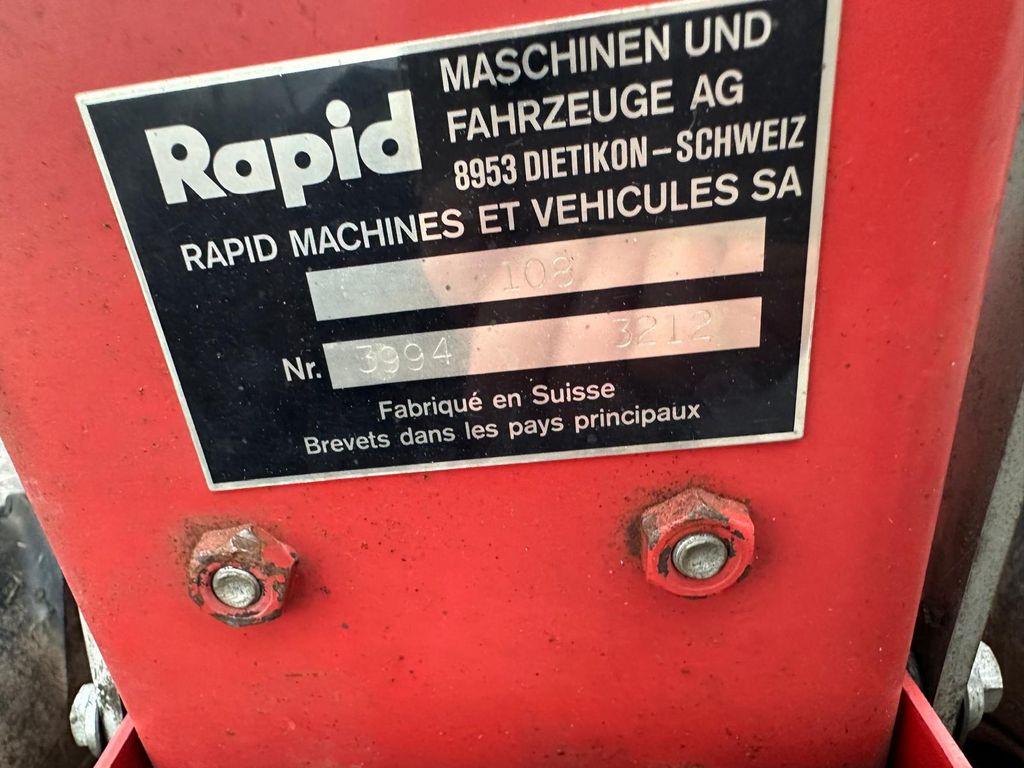 Rapid
MASCHINEN UND
FAHRZEUGE AG
8953 DIETIKON – SCHWEIZ
RAPID MACHINES ET VEHICULES SA
108
Nr. 3994 3212
Fabriqué en Suisse
Brevets dans les pays principaux